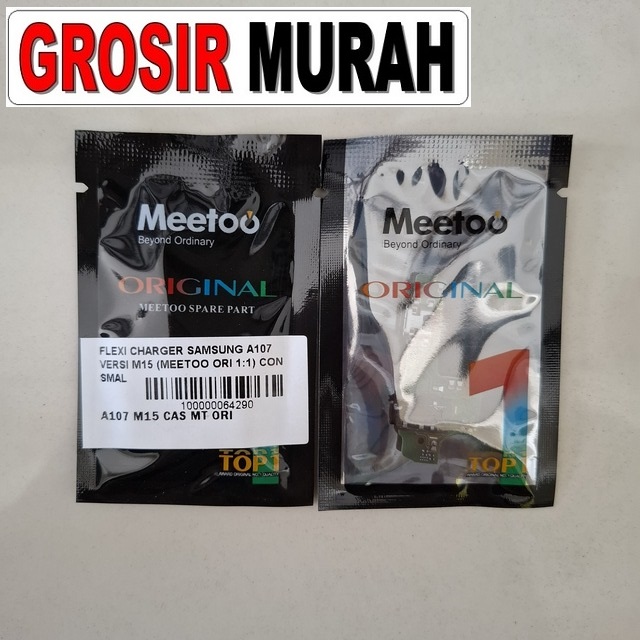 GROSIR MURAH
Meetoo
Beyond Ordinary
ORIGINAL
MEETOO SPARE PART
FLEXI CHARGER SAMSUNG A107
VERSI M15 (MEETOO ORI 1:1) CON
SMAL
100000064290
A107 M15 CAS MT ORI
TOP1
Meetoo
Beyond Ordinary
ORIGINAL
1
TOP1